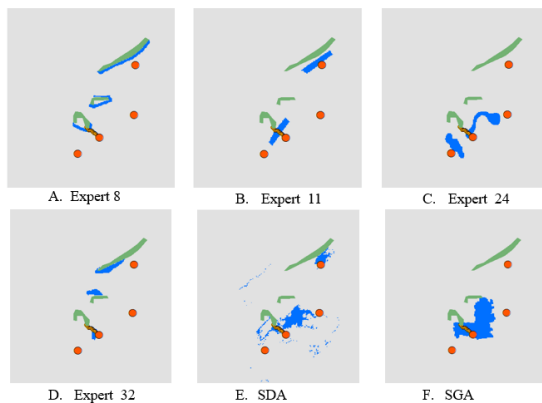 A. Expert 8
B. Expert 11
C. Expert 24
D. Expert 32
E. SDA
F. SGA